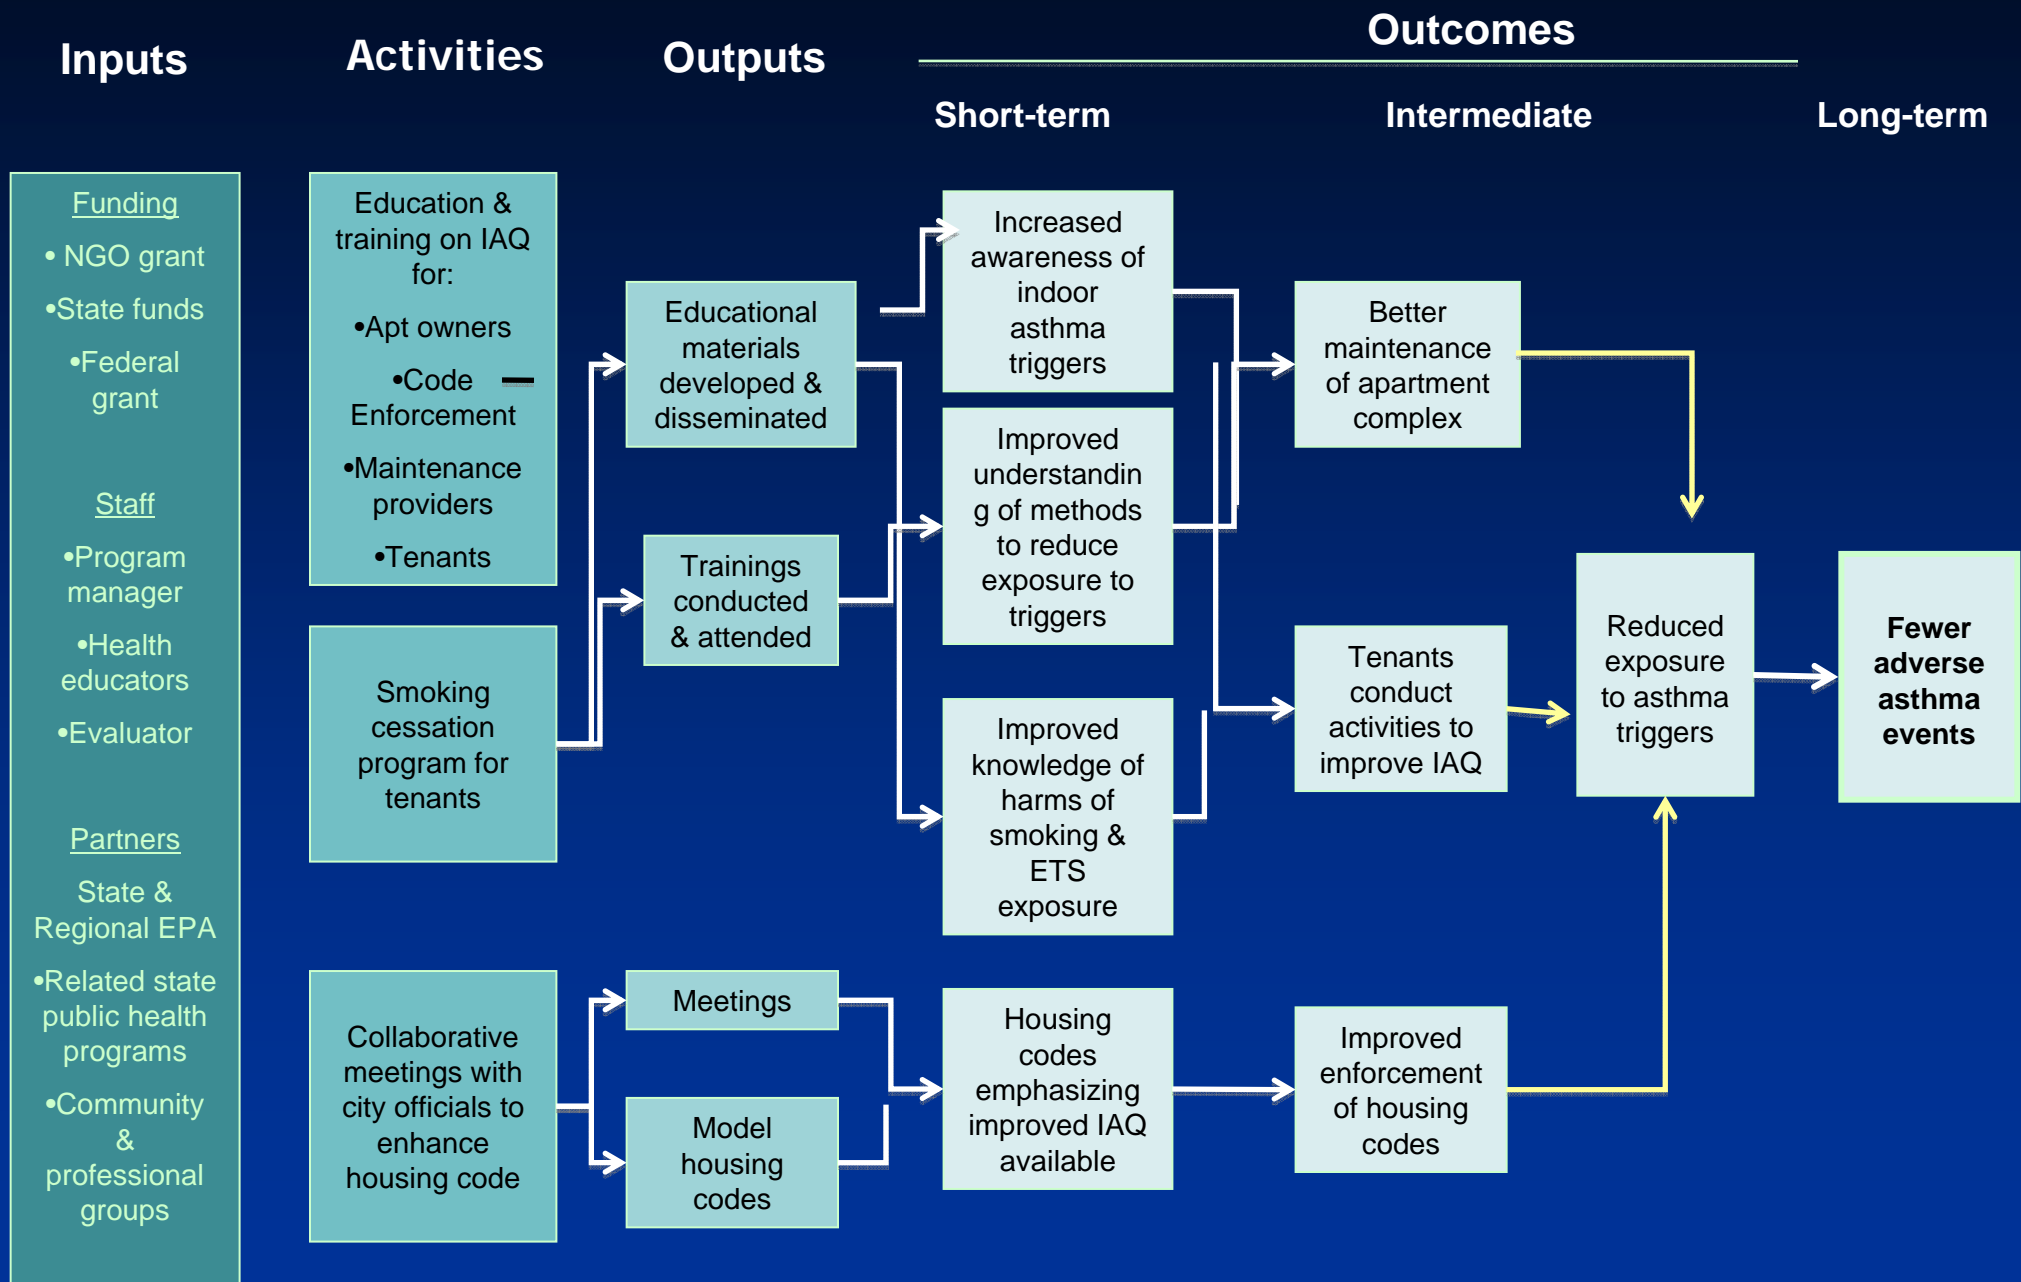 Inputs
Activities
Outputs
Outcomes
Short-term
Intermediate
Long-term
Funding
• NGO grant
•State funds
•Federal
grant
Staff
•Program
manager
•Health
educators
•Evaluator
Partners
State &
Regional EPA
•Related state
public health
programs
•Community
&
professional
groups
Education &
training on IAQ
for:
•Apt owners
•Code
Enforcement
•Maintenance
providers
•Tenants
Smoking
cessation
program for
tenants
Collaborative
meetings with
city officials to
enhance
housing code
Educational
materials
developed &
disseminated
Trainings
conducted
& attended
Meetings
Model
housing
codes
Increased
awareness of
indoor
asthma
triggers
Improved
understandin
g of methods
to reduce
exposure to
triggers
Improved
knowledge of
harms of
smoking &
ETS
exposure
Housing
codes
emphasizing
improved IAQ
available
Better
maintenance
of apartment
complex
Tenants
conduct
activities to
improve IAQ
Improved
enforcement
of housing
codes
Reduced
exposure
to asthma
triggers
Fewer
adverse
asthma
events